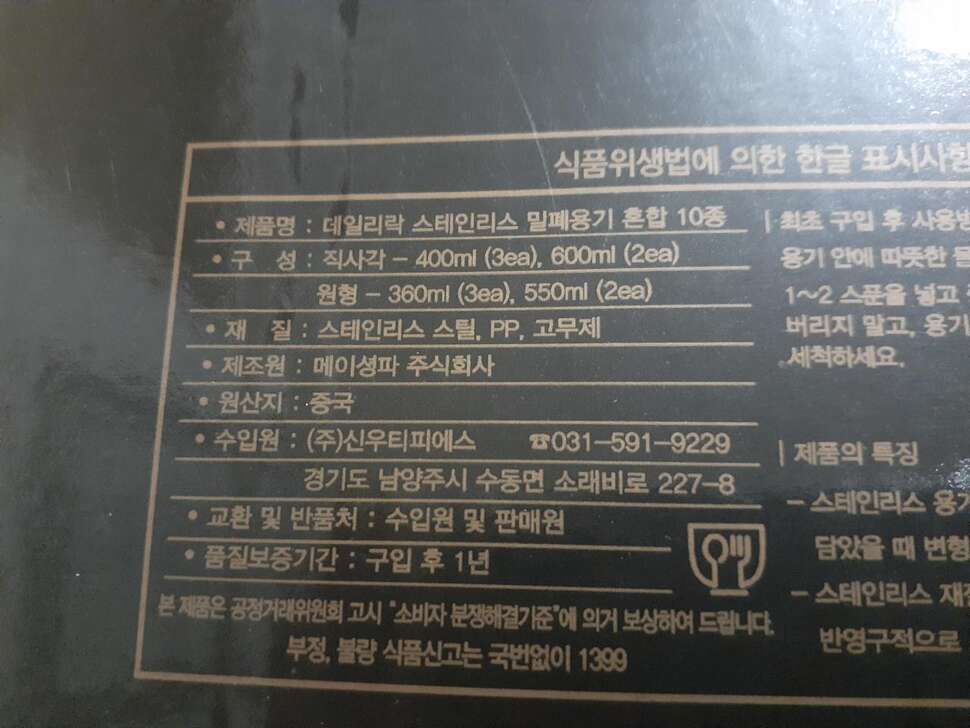 식품위생법에 의한 한글 표시사항
• 제품명 : 데일리락 스테인리스 밀폐용기 혼합 10종
• 구 성 : 직사각 - 400ml (3ea), 600ml (2ea)
원형 - 360ml (3ea), 550ml (2ea)
• 재 질 : 스테인리스 스틸, PP, 고무제
• 제조원 : 메이셩파 주식회사
• 원산지 : 중국
• 수입원 : (주)신우티피에스 ☎031-591-9229
경기도 남양주시 수동면 소래비로 227-8
• 교환 및 반품처 : 수입원 및 판매원
• 품질보증기간 : 구입 후 1년
본 제품은 공정거래위원회 고시 "소비자 분쟁해결기준"에 의거 보상하여 드립니다.
부정, 불량 식품신고는 국번없이 1399
| 최초 구입 후
용기 안에 따뜻한
1~2 스푼을 넣고
버리지 말고, 용기
세척하세요.
| 제품의 특징
- 스테인리스
담았을 때
- 스테인리스
반영구적으로